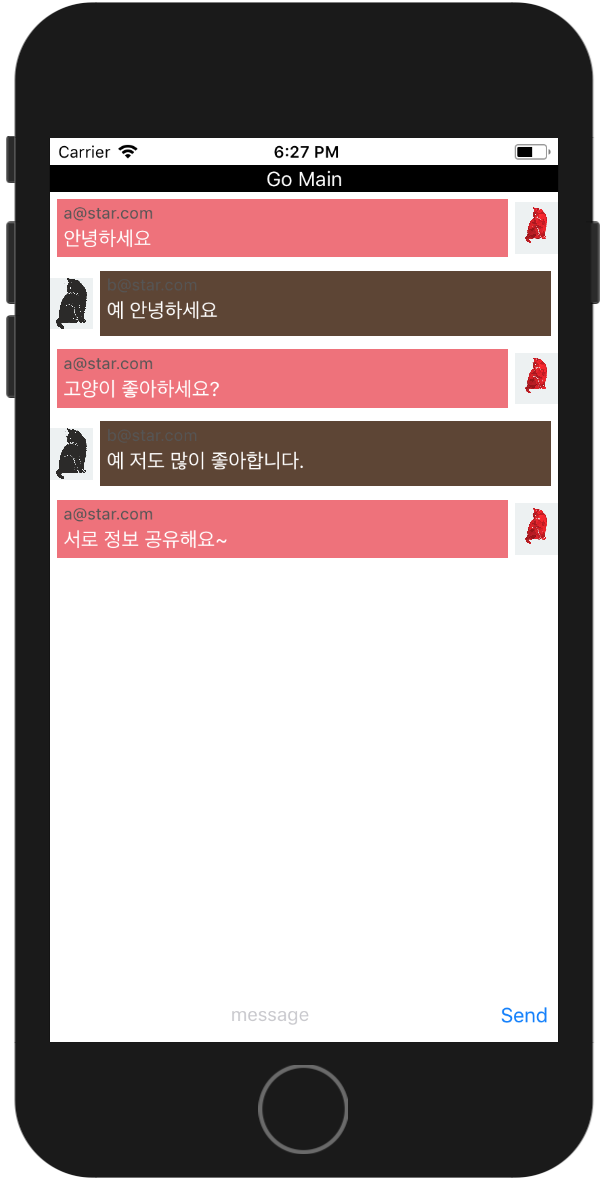 Carrier 6:27 PM
Go Main
a@star.com
안녕하세요
b@star.com
예 안녕하세요
a@star.com
고양이 좋아하세요?
b@star.com
예 저도 많이 좋아합니다.
a@star.com
서로 정보 공유해요~
message Send